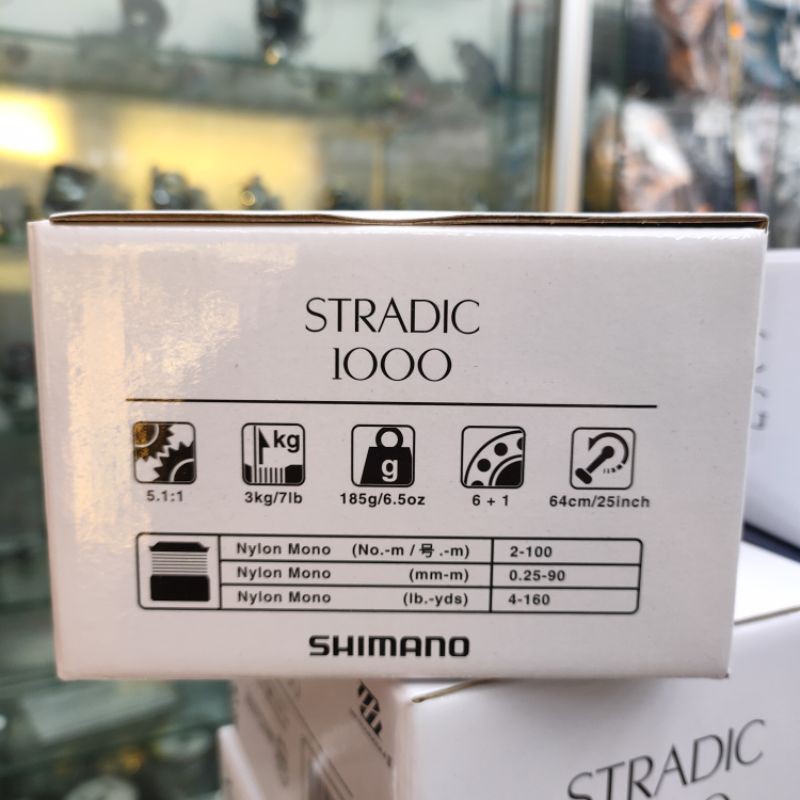 STRADIC
1000
kg
g
5.1:1
3kg/7lb
185g/6.5oz
6 + 1
64cm/25inch
Nylon Mono (No.-m / 号.-m) 2-100
Nylon Mono (mm-m) 0.25-90
Nylon Mono (lb.-yds) 4-160
SHIMANO
STRADIC